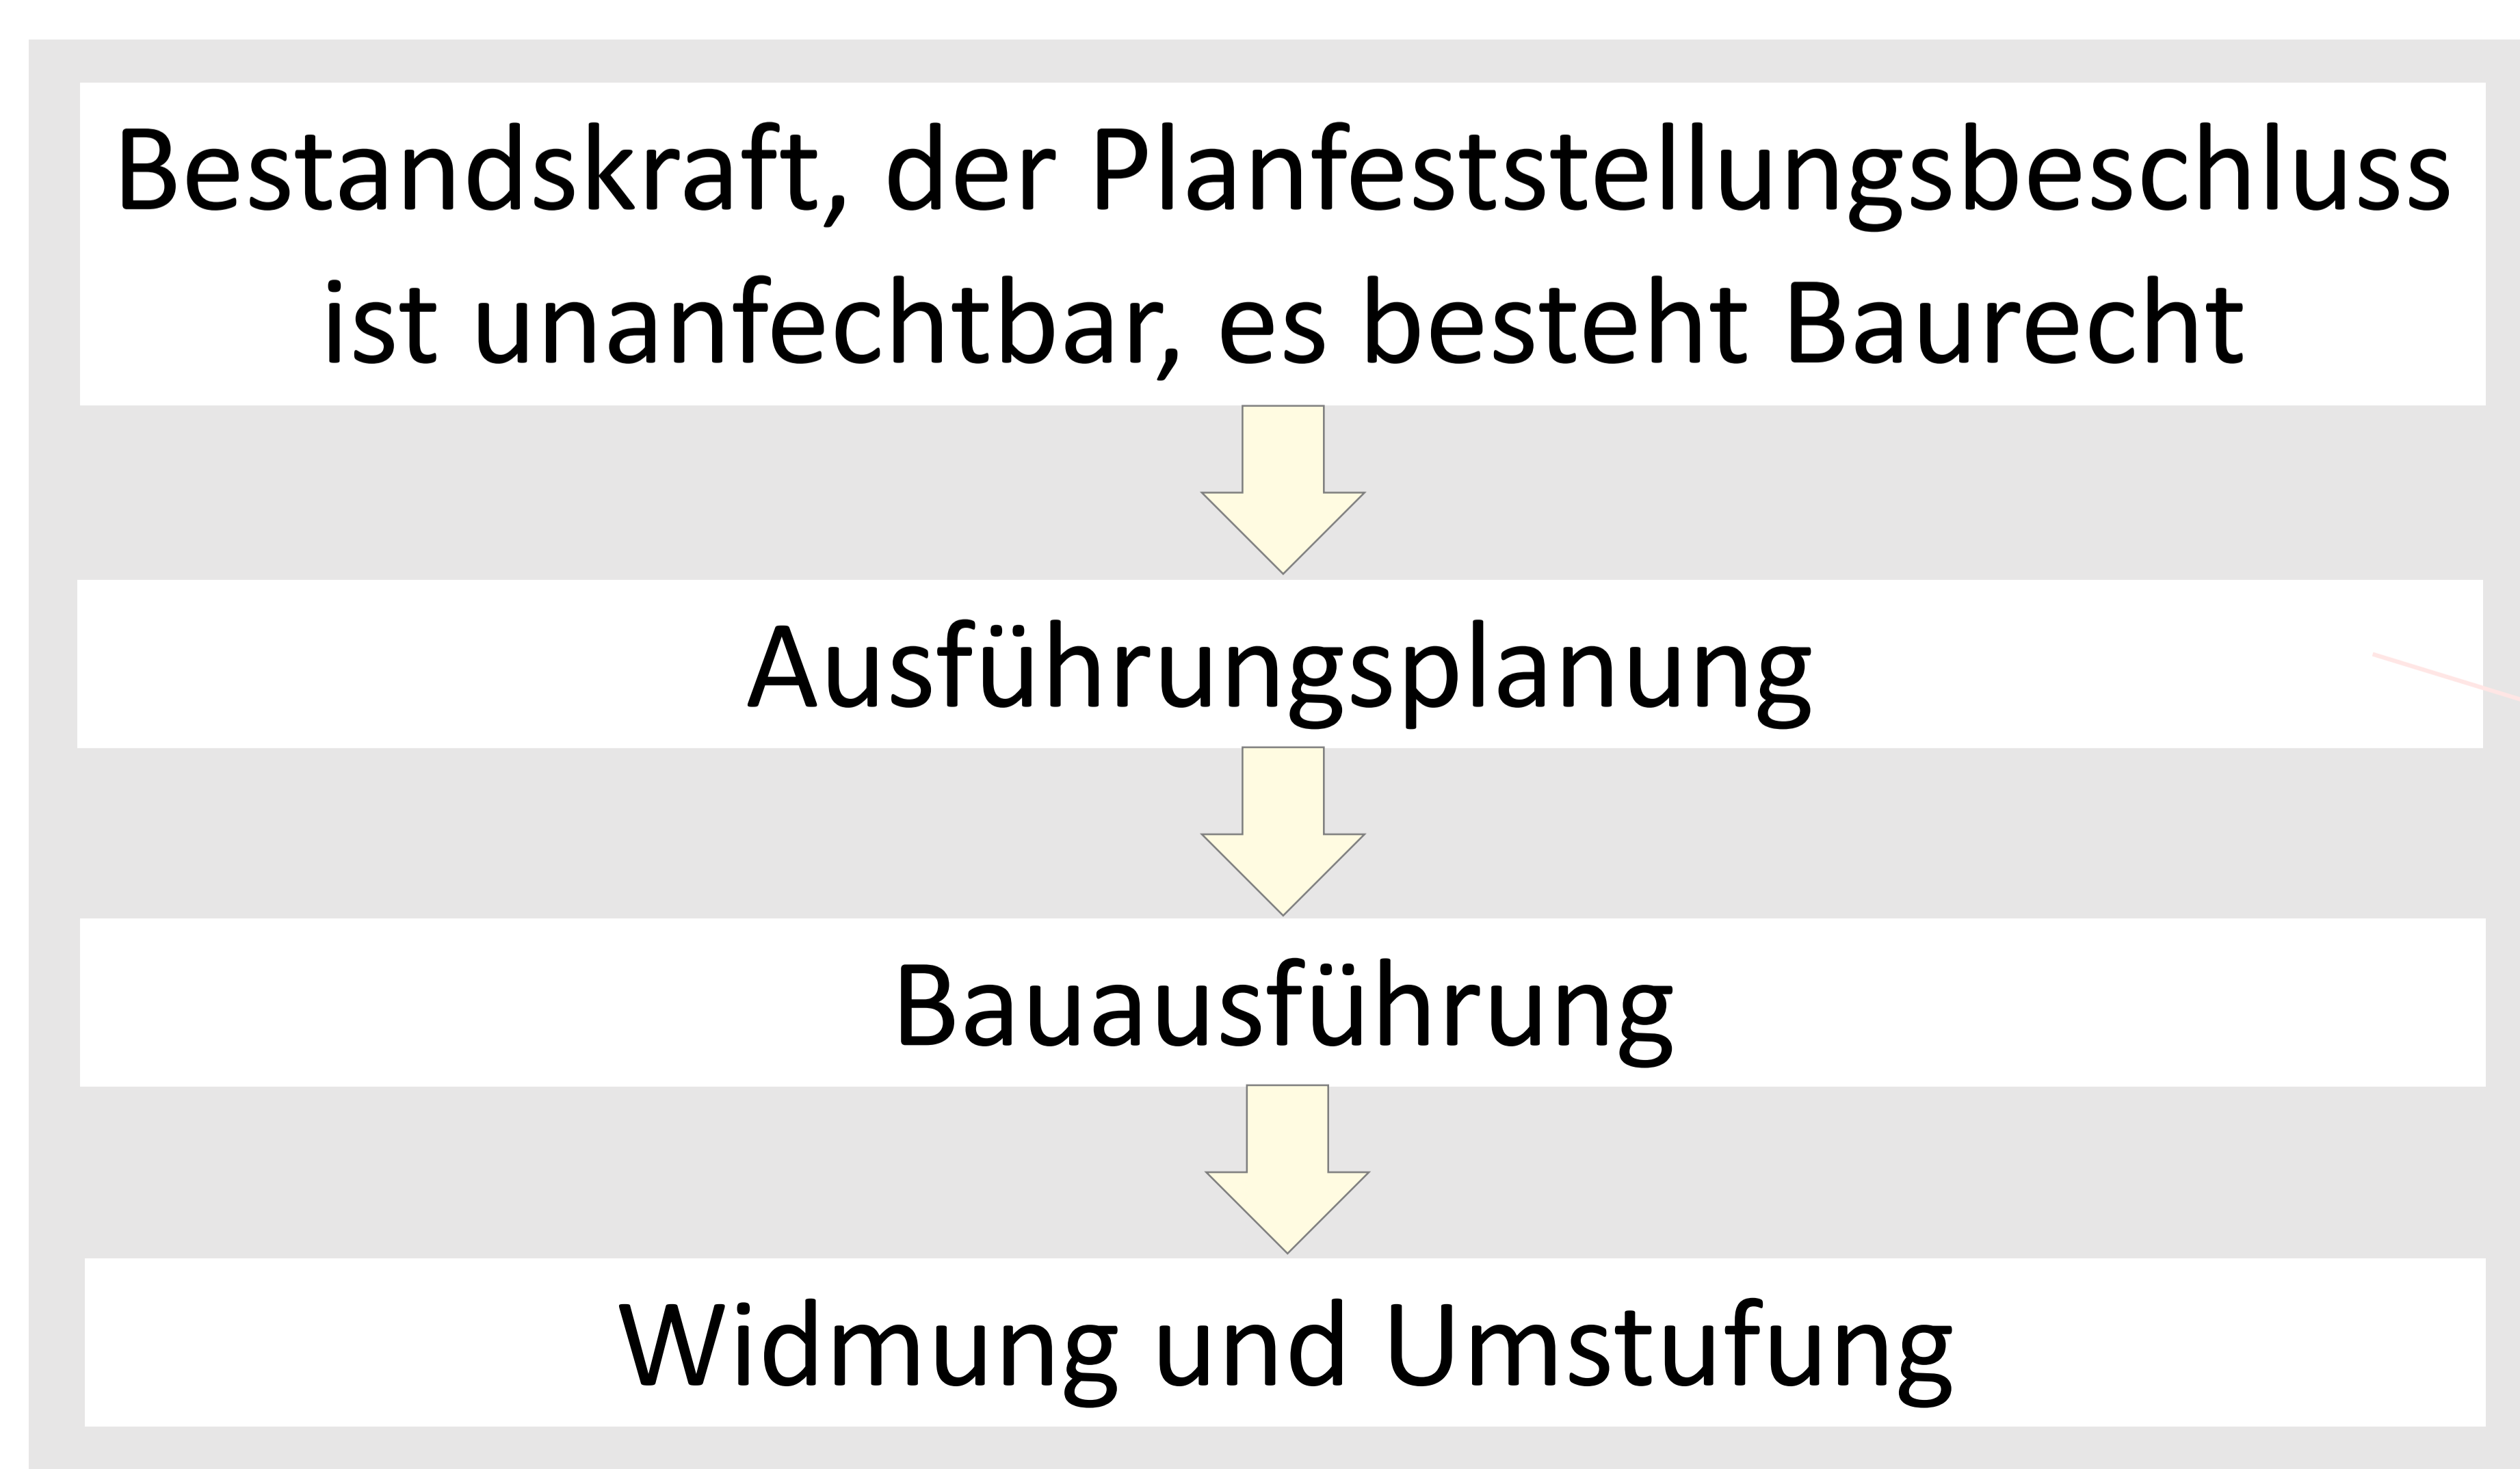 Bestandskraft, der Planfeststellungsbeschluss
ist unanfechtbar, es besteht Baurecht
Ausführungsplanung
Bauausführung
Widmung und Umstufung